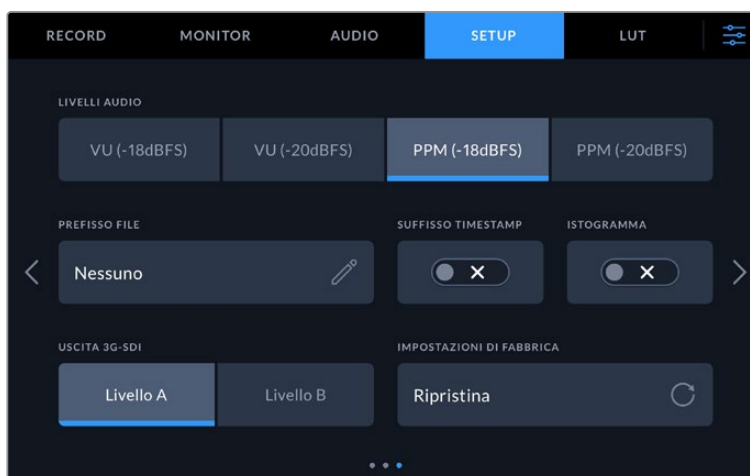 RECORD MONITOR AUDIO SETUP LUT
LIVELLI AUDIO
VU (-18dBFS) VU (-20dBFS) PPM (-18dBFS) PPM (-20dBFS)
PREFISSO FILE SUFFISSO TIMESTAMP ISTOGRAMMA
Nessuno
USCITA 3G-SDI IMPOSTAZIONI DI FABBRICA
Livello A Livello B Ripristina